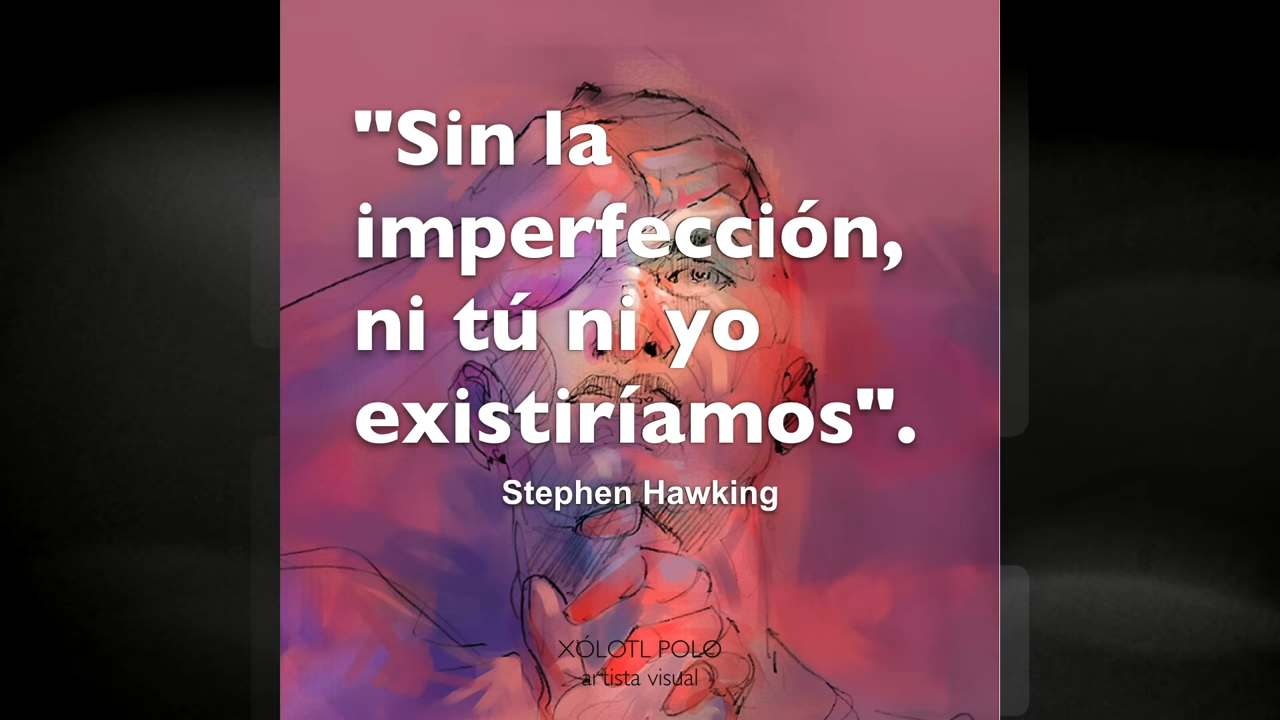 "Sin la
imperfección,
ni tú ni yo
existiríamos".
Stephen Hawking
XÓLOTL POLO
artista visual